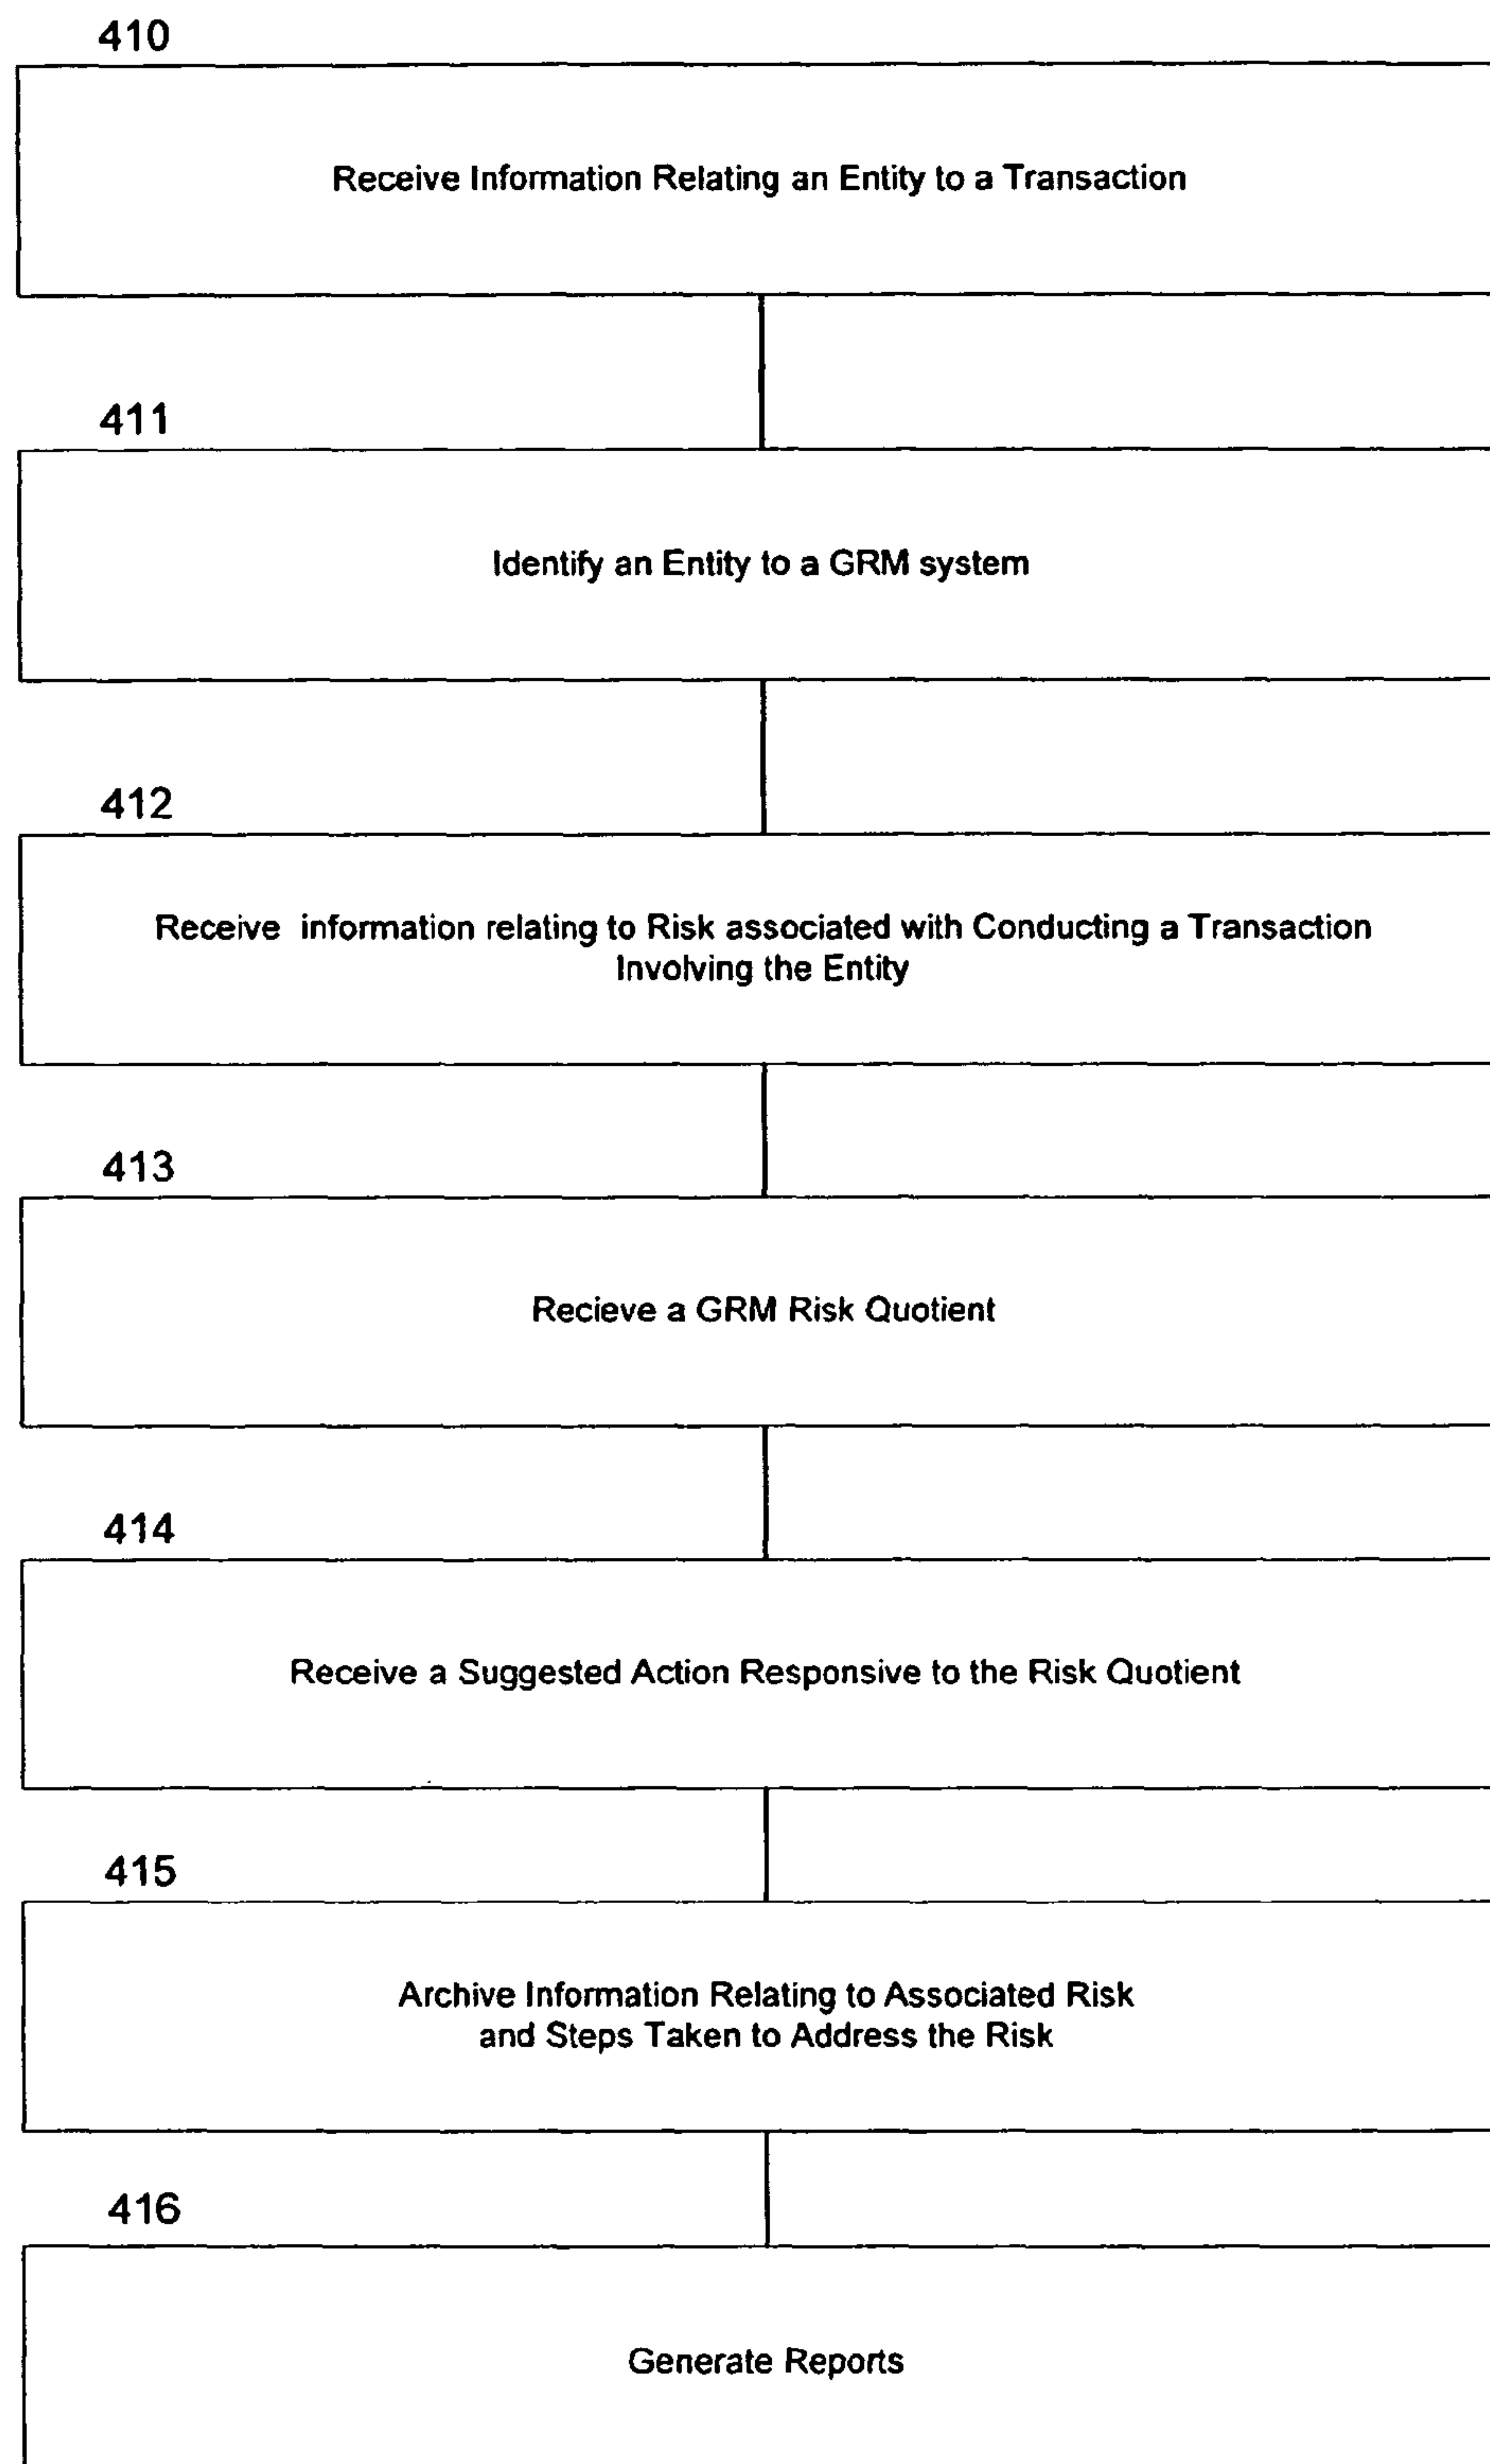 410
Receive Information Relating an Entity to a Transaction
411
Identify an Entity to a GRM system
412
Receive information relating to Risk associated with Conducting a Transaction
Involving the Entity
413
Recieve a GRM Risk Quotient
414
Receive a Suggested Action Responsive to the Risk Quotient
415
Archive Information Relating to Associated Risk
and Steps Taken to Address the Risk
416
Generate Reports